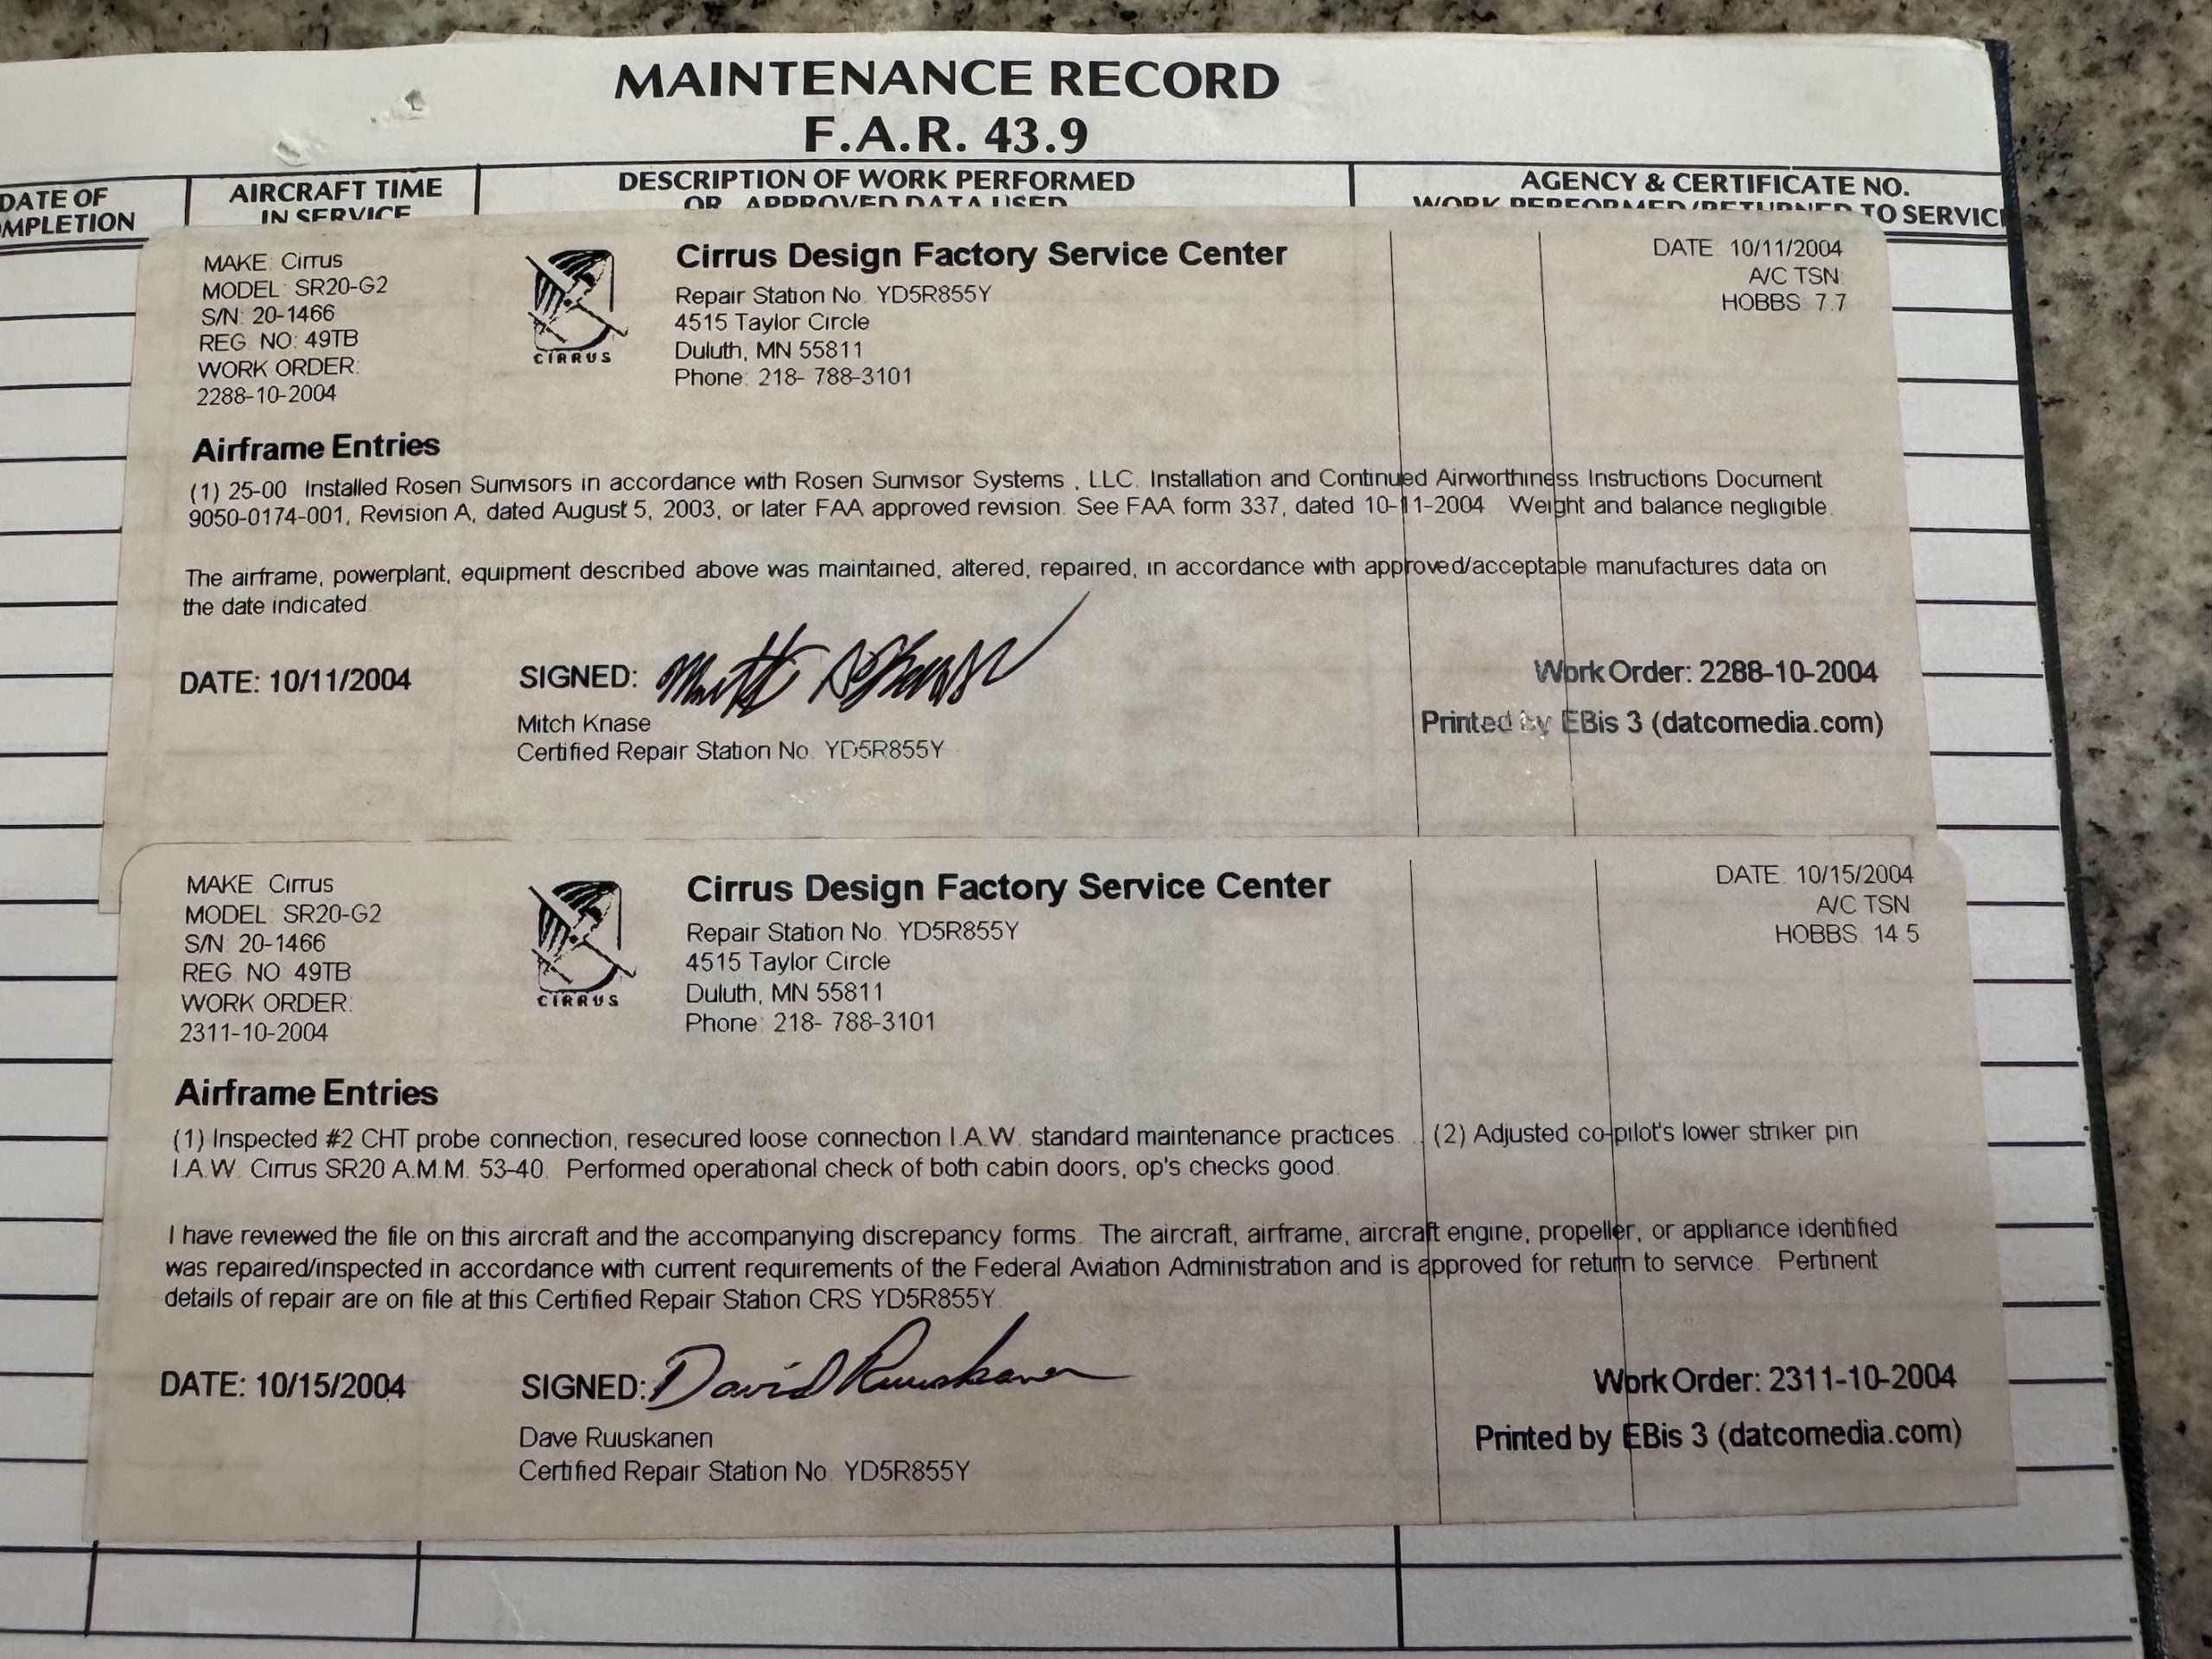 MAINTENANCE RECORD
F.A.R. 43.9
DATE OF
MPLETION
AIRCRAFT TIME
IN SERVICE
DESCRIPTION OF WORK PERFORMED
OR APPROVED DATA USED
AGENCY & CERTIFICATE NO.
WORK PERFORMED/RETURNED TO SERVIC
MAKE: Cirrus
MODEL: SR20-G2
S/N: 20-1466
REG. NO: 49TB
WORK ORDER:
2288-10-2004
CIRRUS
Cirrus Design Factory Service Center
Repair Station No. YD5R855Y
4515 Taylor Circle
Duluth, MN 55811
Phone: 218- 788-3101
DATE 10/11/2004
A/C TSN:
HOBBS: 7.7
Airframe Entries
(1) 25-00 Installed Rosen Sunvisors in accordance with Rosen Sunvisor Systems , LLC. Installation and Continued Airworthiness Instructions Document
9050-0174-001, Revision A, dated August 5, 2003, or later FAA approved revision. See FAA form 337, dated 10-11-2004 Weight and balance negligible.
The airframe, powerplant, equipment described above was maintained, altered, repaired, in accordance with approved/acceptable manufactures data on
the date indicated
DATE: 10/11/2004
SIGNED:
Mitch Knase
Certified Repair Station No. YD5R855Y
Work Order: 2288-10-2004
Printed by EBis 3 (datcomedia.com)
MAKE Cirrus
MODEL: SR20-G2
S/N: 20-1466
REG. NO 49TB
WORK ORDER:
2311-10-2004
CIRRUS
Cirrus Design Factory Service Center
Repair Station No. YD5R855Y
4515 Taylor Circle
Duluth, MN 55811
Phone: 218- 788-3101
DATE: 10/15/2004
A/C TSN
HOBBS: 14.5
Airframe Entries
(1) Inspected #2 CHT probe connection, resecured loose connection I.A.W. standard maintenance practices. (2) Adjusted co-pilot's lower striker pin
I.A.W. Cirrus SR20 A.M.M. 53-40. Performed operational check of both cabin doors, op's checks good.
I have reviewed the file on this aircraft and the accompanying discrepancy forms. The aircraft, airframe, aircraft engine, propeller, or appliance identified
was repaired/inspected in accordance with current requirements of the Federal Aviation Administration and is approved for return to service. Pertinent
details of repair are on file at this Certified Repair Station CRS YD5R855Y
DATE: 10/15/2004
SIGNED: David Ruuskanen
Dave Ruuskanen
Certified Repair Station No. YD5R855Y
Work Order: 2311-10-2004
Printed by EBis 3 (datcomedia.com)